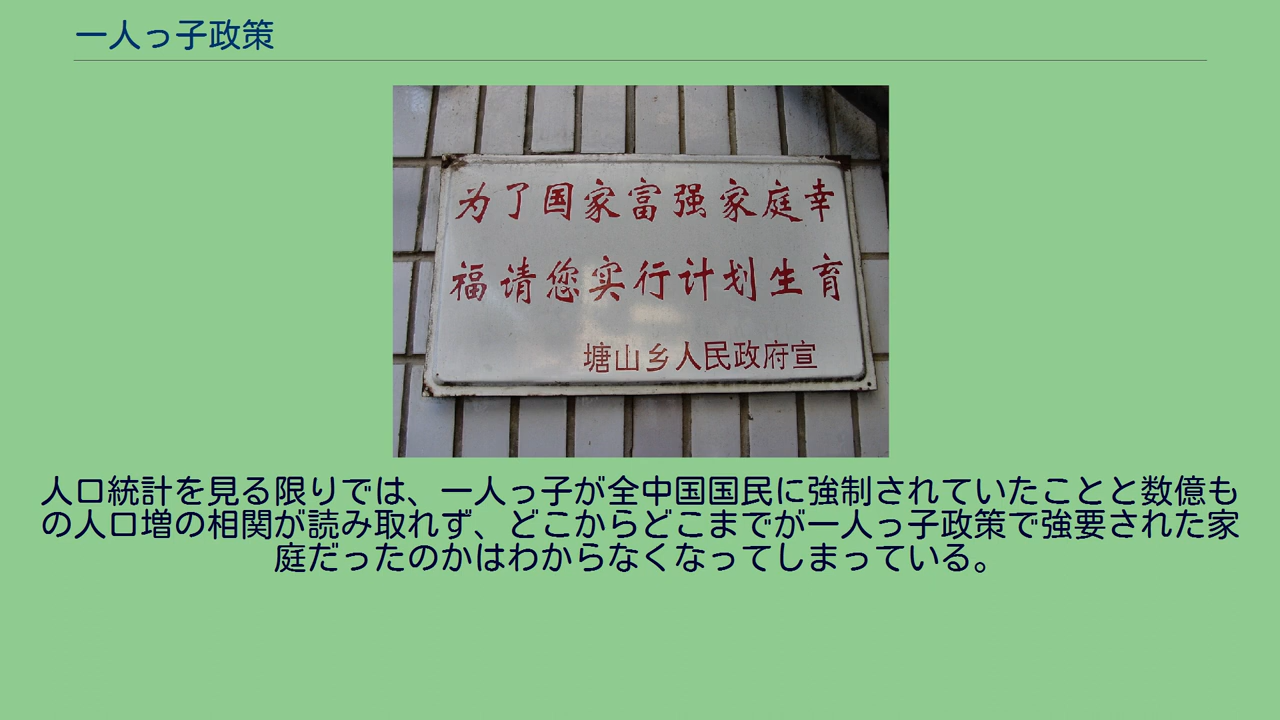 一人っ子政策
为了国家富强家庭幸
福请您实行计划生育
塘山乡人民政府宣
人口統計を見る限りでは、一人っ子が全中国国民に強制されていたことと数億も
の人口増の相関が読み取れず、どこからどこまでが一人っ子政策で強要された家
庭だったのかはわからなくなってしまっている。